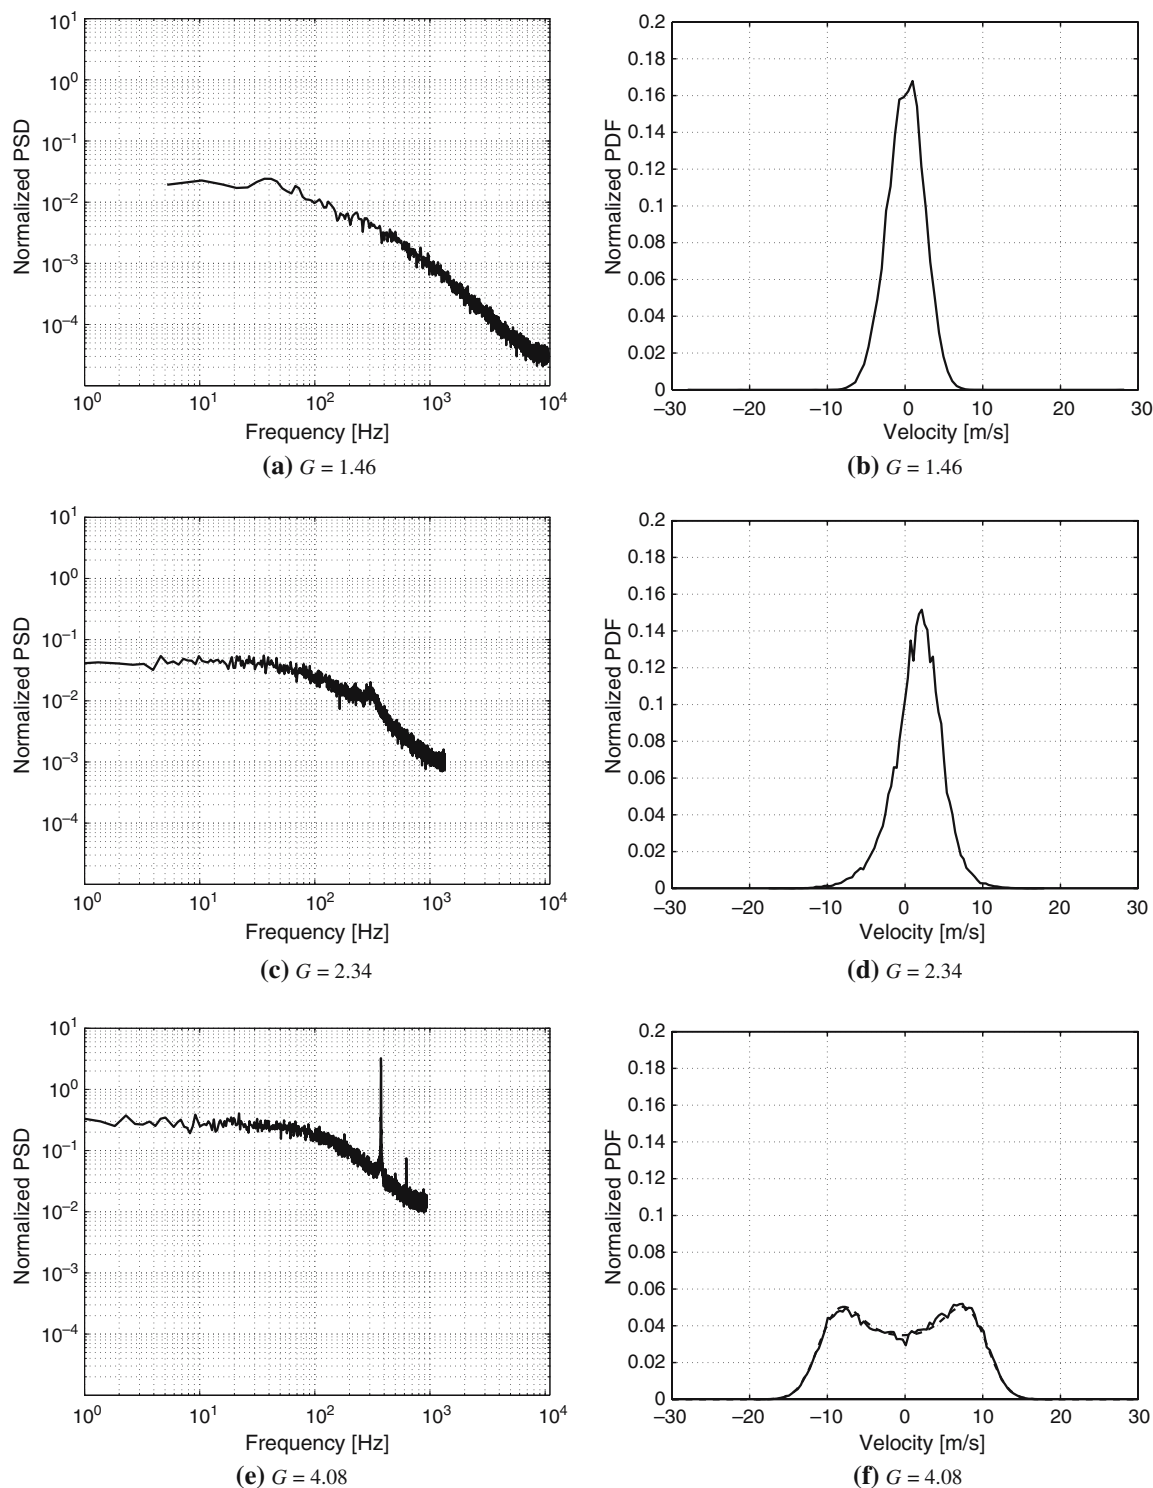 10^1
10^0
10^−1
10^−2
10^−3
10^−4
Normalized PSD
10^0 10^1 10^2 10^3 10^4
Frequency [Hz]
(a) G = 1.46
0.2
0.18
0.16
0.14
0.12
0.1
0.08
0.06
0.04
0.02
0
Normalized PDF
−30 −20 −10 0 10 20 30
Velocity [m/s]
(b) G = 1.46
10^1
10^0
10^−1
10^−2
10^−3
10^−4
Normalized PSD
10^0 10^1 10^2 10^3 10^4
Frequency [Hz]
(c) G = 2.34
0.2
0.18
0.16
0.14
0.12
0.1
0.08
0.06
0.04
0.02
0
Normalized PDF
−30 −20 −10 0 10 20 30
Velocity [m/s]
(d) G = 2.34
10^1
10^0
10^−1
10^−2
10^−3
10^−4
Normalized PSD
10^0 10^1 10^2 10^3 10^4
Frequency [Hz]
(e) G = 4.08
0.2
0.18
0.16
0.14
0.12
0.1
0.08
0.06
0.04
0.02
0
Normalized PDF
−30 −20 −10 0 10 20 30
Velocity [m/s]
(f) G = 4.08